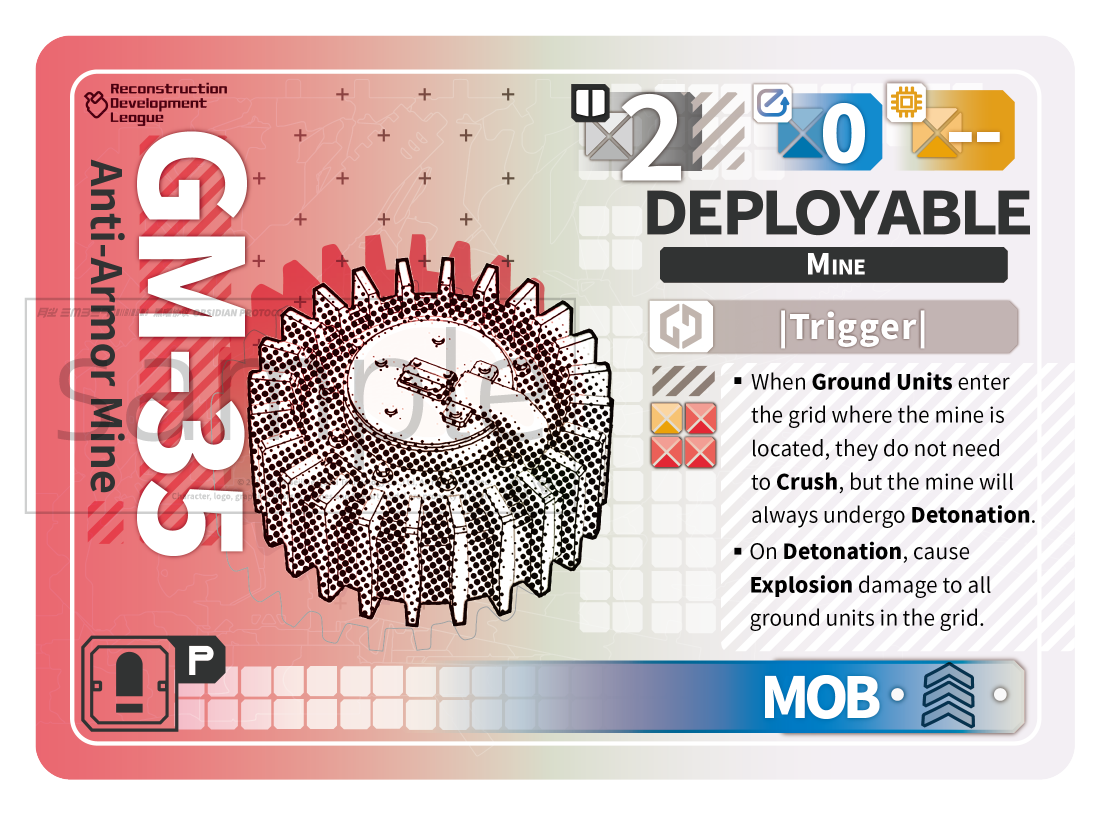 Reconstruction
Development
League
GM-35
Anti-Armor Mine
2
0
--
DEPLOYABLE
MINE
|Trigger|
▪ When Ground Units enter
the grid where the mine is
located, they do not need
to Crush, but the mine will
always undergo Detonation.
▪ On Detonation, cause
Explosion damage to all
ground units in the grid.
P
MOB
sample
OBSIDIAN PROTOCOL